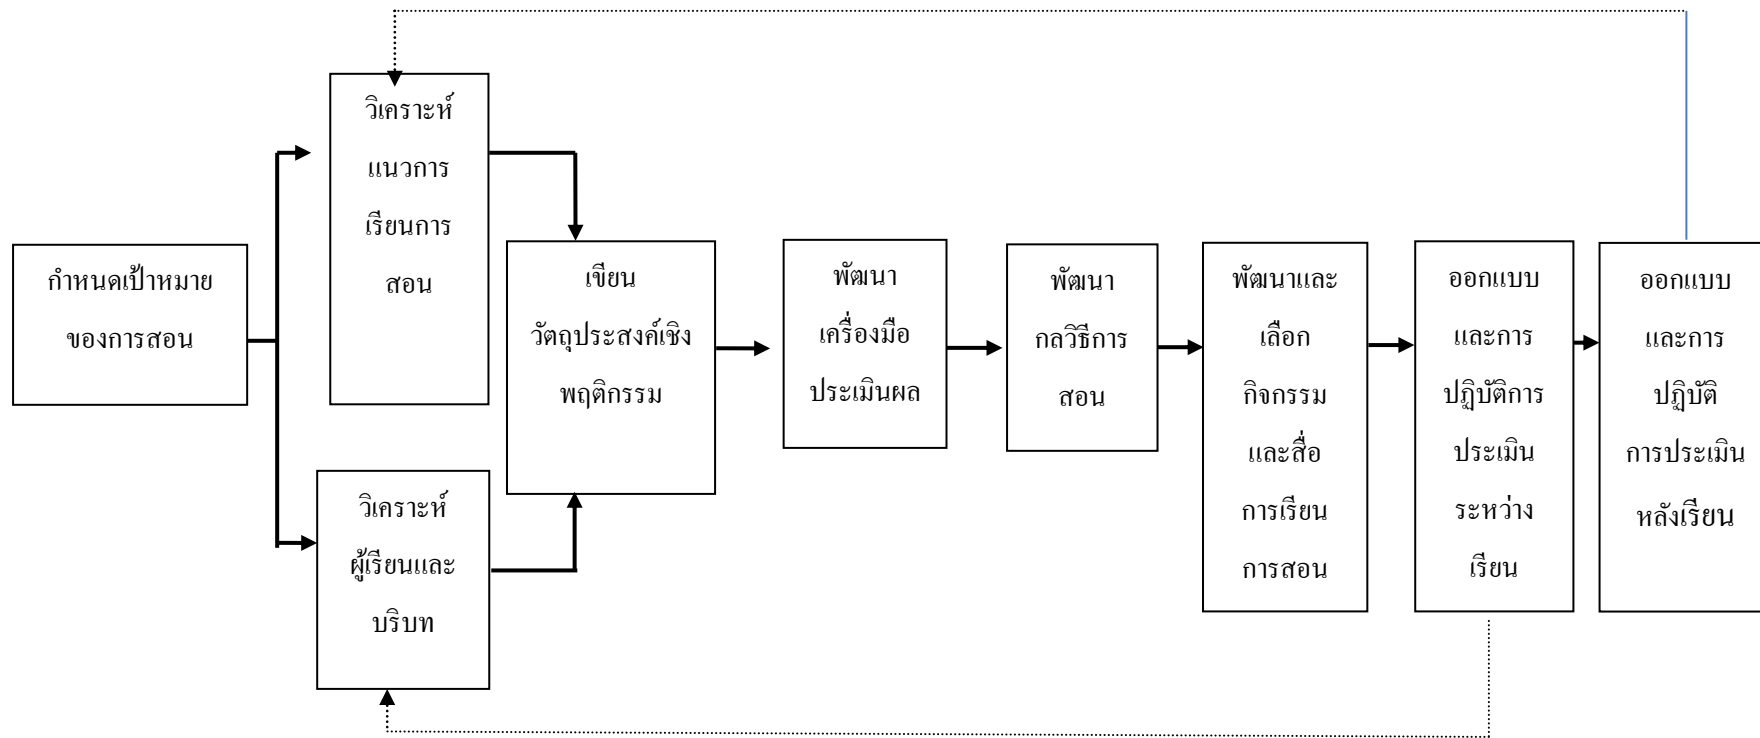 กำหนดเป้าหมาย
ของการสอน
วิเคราะห์
แนวการ
เรียนการ
สอน
วิเคราะห์
ผู้เรียนและ
บริบท
เขียน
วัตถุประสงค์เชิง
พฤติกรรม
พัฒนา
เครื่องมือ
ประเมินผล
พัฒนา
กลวิธีการ
สอน
พัฒนาและ
เลือก
กิจกรรม
และสื่อ
การเรียน
การสอน
ออกแบบ
และการ
ปฏิบัติการ
ประเมิน
ระหว่าง
เรียน
ออกแบบ
และการ
ปฏิบัติ
การประเมิน
หลังเรียน